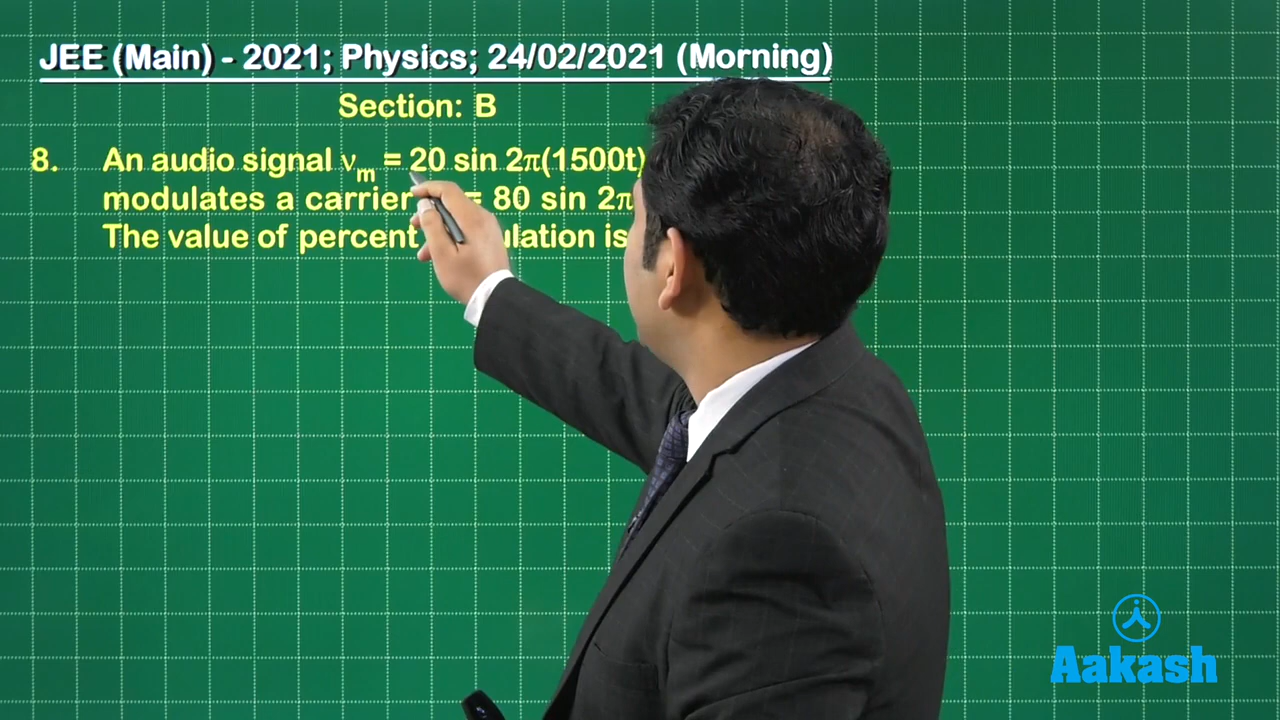 JEE (Main) - 2021; Physics; 24/02/2021 (Morning)
Section: B
8. An audio signal νm = 20 sin 2π(1500t)
modulates a carrier = 80 sin 2π
The value of percent is
Aakash